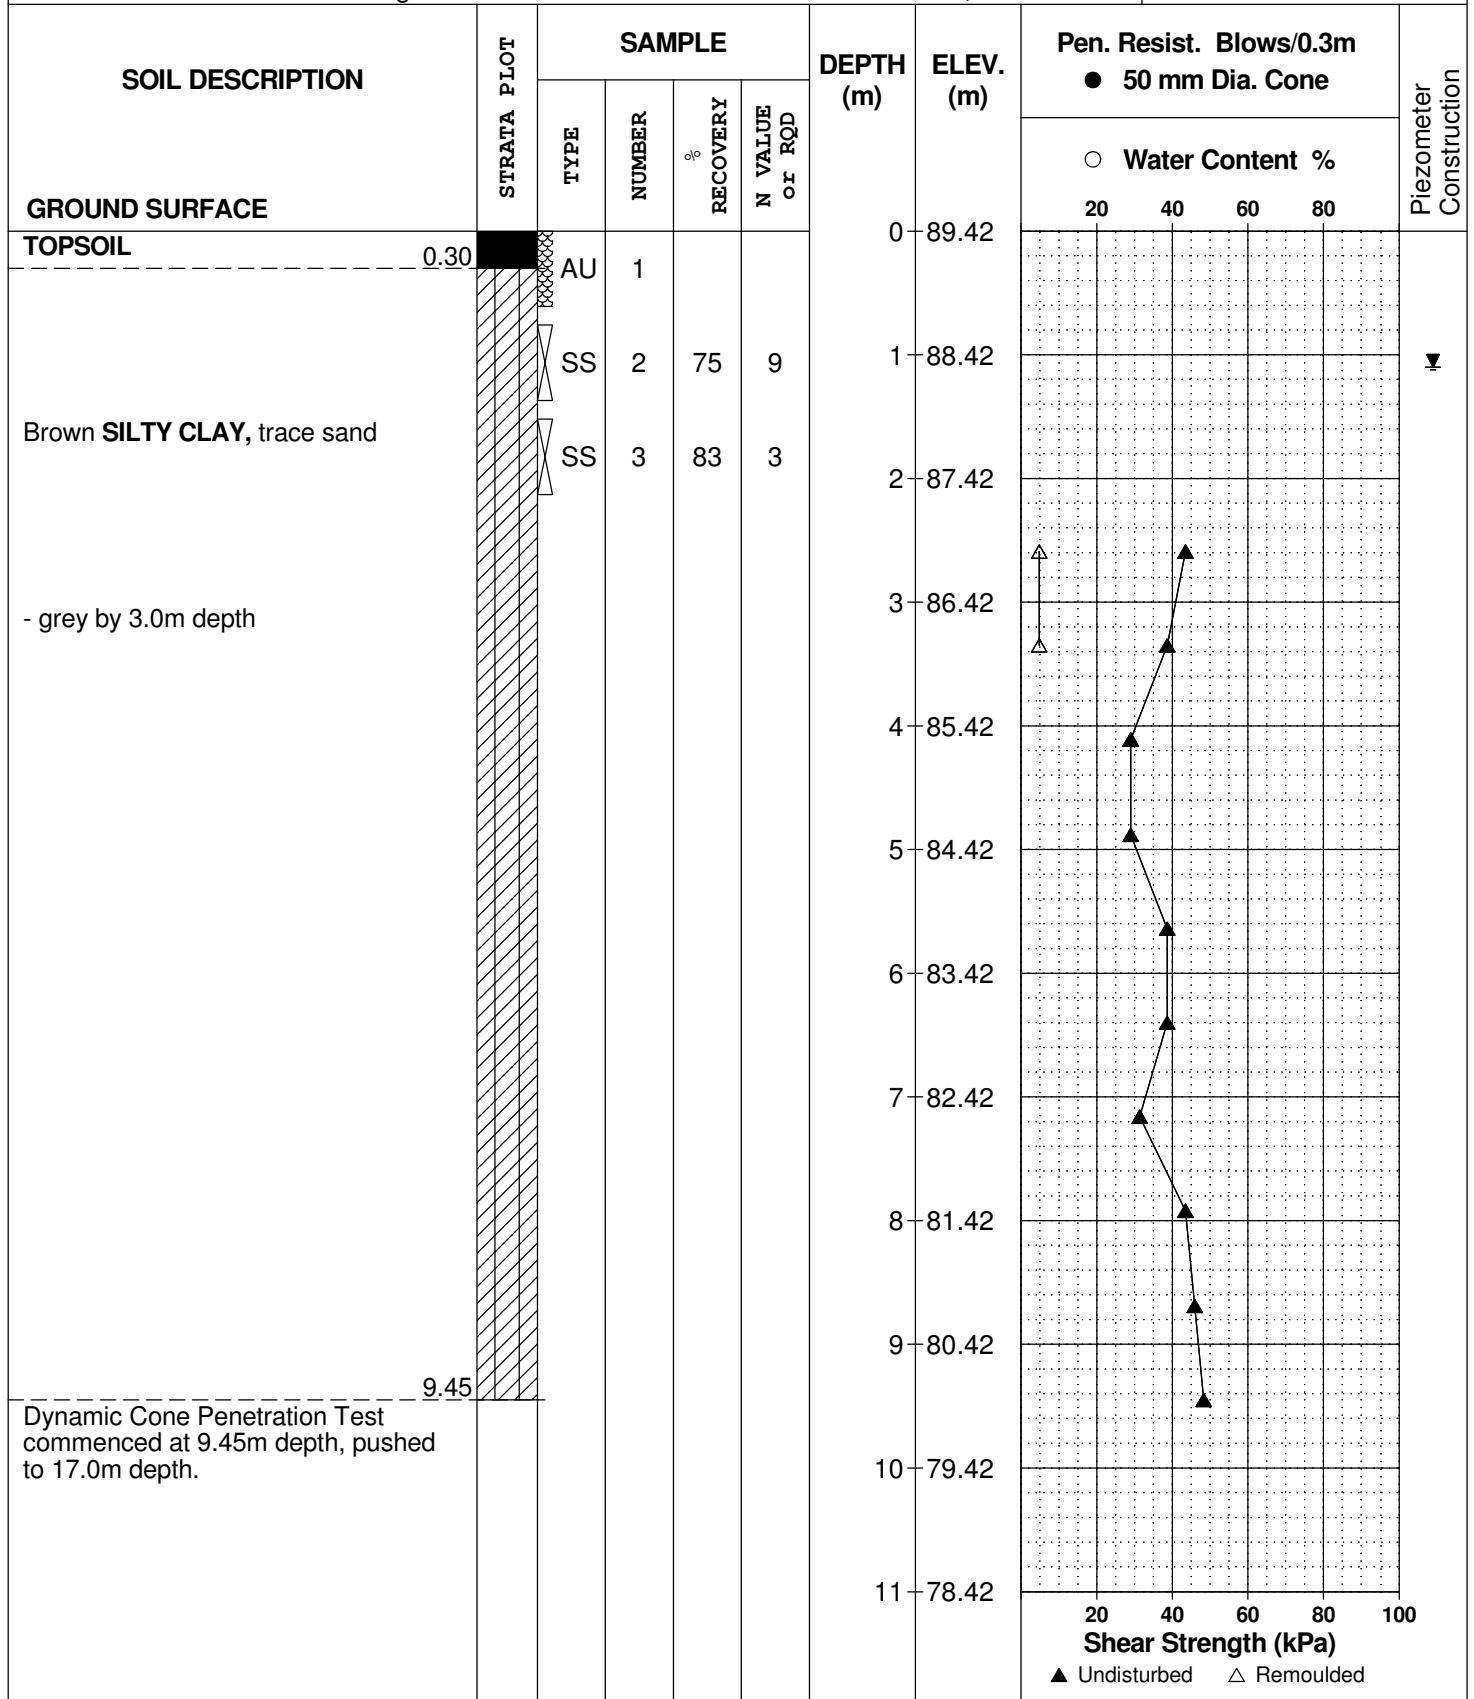 SOIL DESCRIPTION
GROUND SURFACE
STRATA PLOT
SAMPLE
TYPE
NUMBER
%
RECOVERY
N VALUE
or RQD
DEPTH
(m)
ELEV.
(m)
Pen. Resist. Blows/0.3m
● 50 mm Dia. Cone
○ Water Content %
20 40 60 80
Piezometer
Construction
TOPSOIL
0.30
AU 1
SS 2 75 9
Brown SILTY CLAY, trace sand
SS 3 83 3
- grey by 3.0m depth
9.45
Dynamic Cone Penetration Test
commenced at 9.45m depth, pushed
to 17.0m depth.
0 89.42
1 88.42
2 87.42
3 86.42
4 85.42
5 84.42
6 83.42
7 82.42
8 81.42
9 80.42
10 79.42
11 78.42
20 40 60 80 100
Shear Strength (kPa)
▲ Undisturbed △ Remoulded